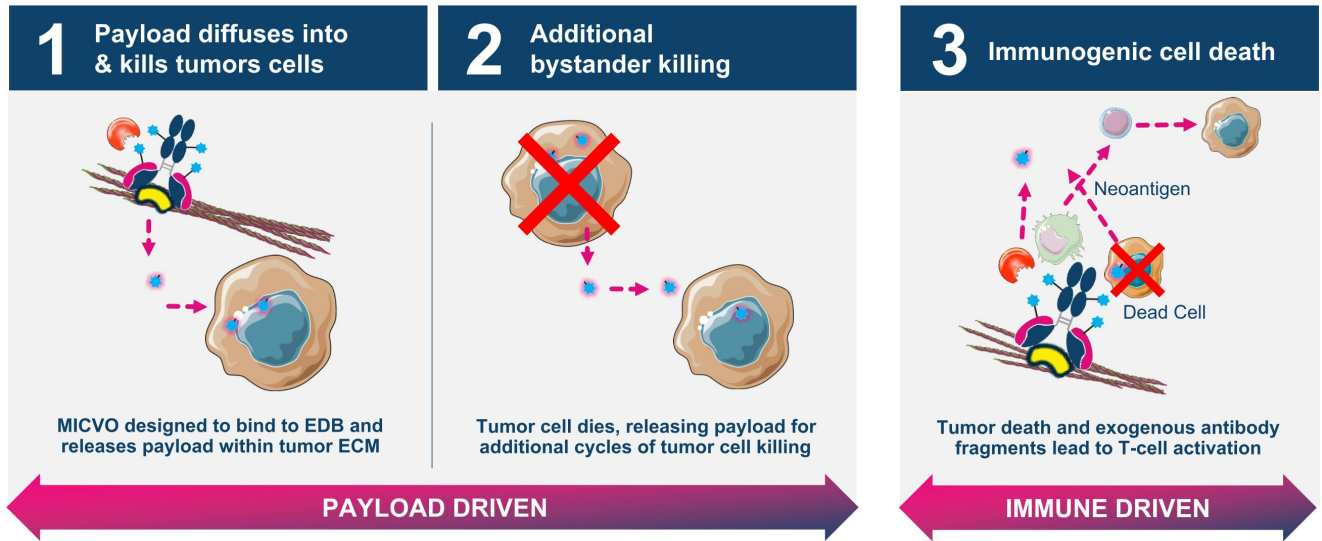 1
Payload diffuses into
& kills tumors cells
2
Additional
bystander killing
3
Immunogenic cell death
Neoantigen
Dead Cell
MICVO designed to bind to EDB and
releases payload within tumor ECM
Tumor cell dies, releasing payload for
additional cycles of tumor cell killing
Tumor death and exogenous antibody
fragments lead to T-cell activation
PAYLOAD DRIVEN
IMMUNE DRIVEN